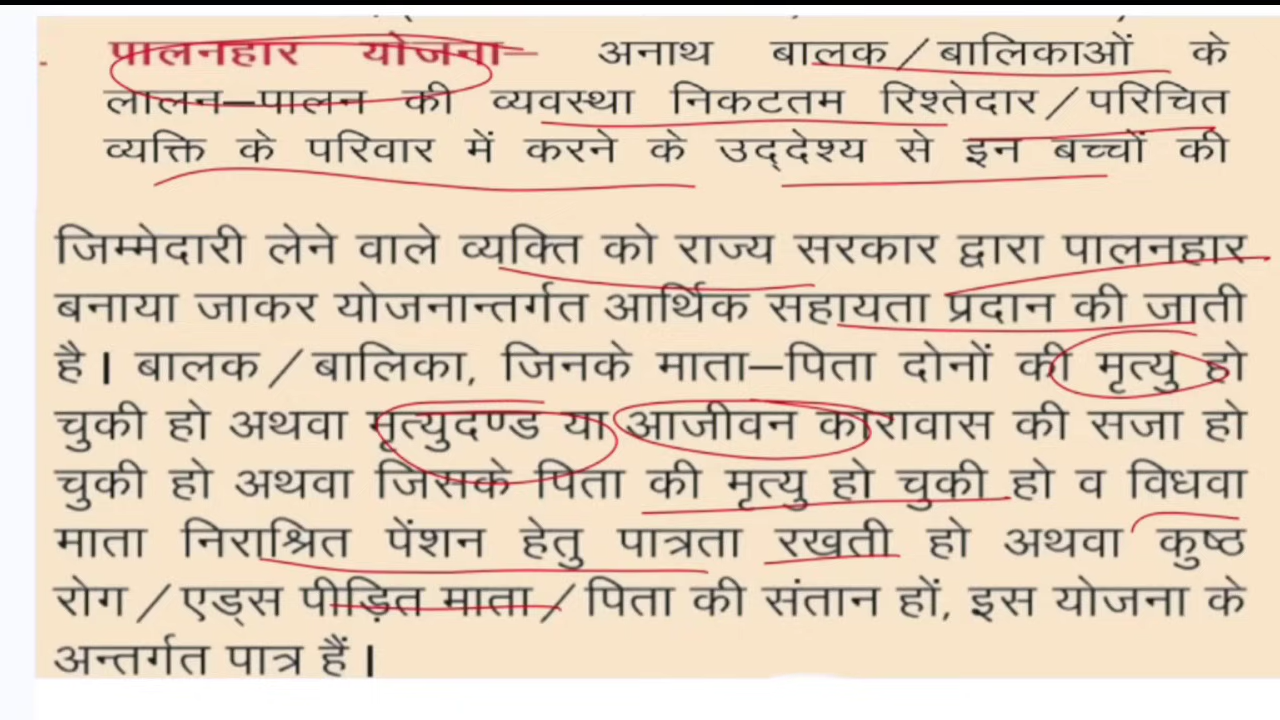 पालनहार योजना– अनाथ बालक/बालिकाओं के
लालन–पालन की व्यवस्था निकटतम रिश्तेदार/परिचित
व्यक्ति के परिवार में करने के उद्देश्य से इन बच्चों की
जिम्मेदारी लेने वाले व्यक्ति को राज्य सरकार द्वारा पालनहार
बनाया जाकर योजनान्तर्गत आर्थिक सहायता प्रदान की जाती
है। बालक/बालिका, जिनके माता–पिता दोनों की मृत्यु हो
चुकी हो अथवा मृत्युदण्ड या आजीवन कारावास की सजा हो
चुकी हो अथवा जिसके पिता की मृत्यु हो चुकी हो व विधवा
माता निराश्रित पेंशन हेतु पात्रता रखती हो अथवा कुष्ठ
रोग/एड्स पीड़ित माता/पिता की संतान हों, इस योजना के
अन्तर्गत पात्र हैं।